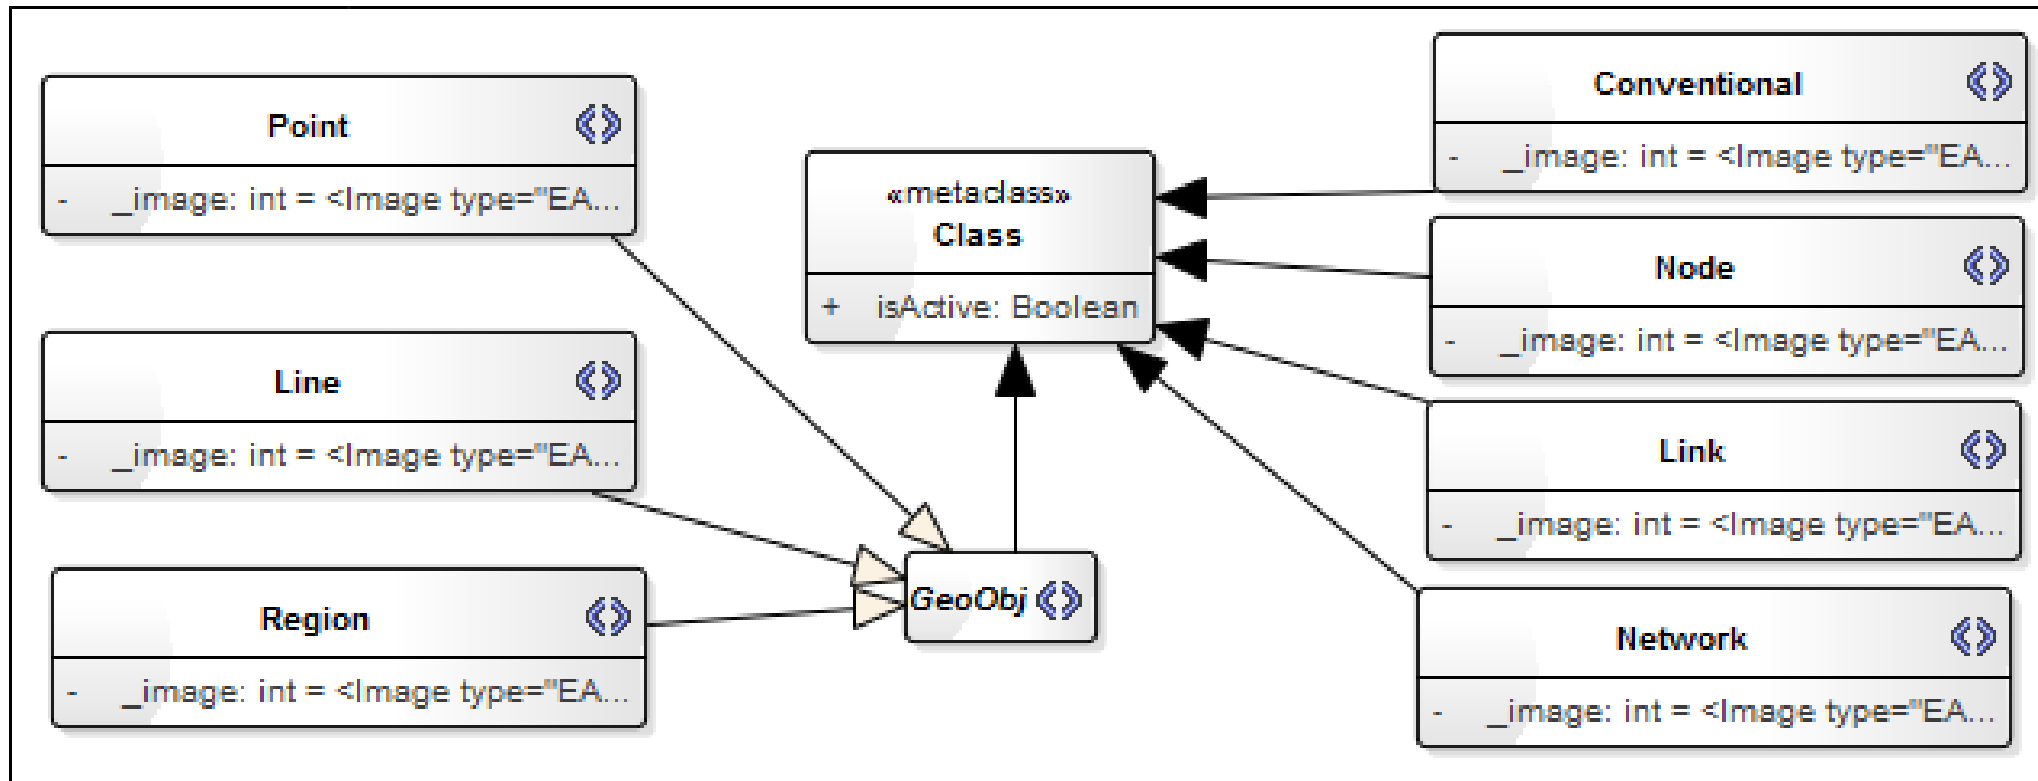 Point
- _image: int = <Image type="EA...
Line
- _image: int = <Image type="EA...
Region
- _image: int = <Image type="EA...
«metaclass»
Class
+ isActive: Boolean
GeoObj
Conventional
- _image: int = <Image type="EA...
Node
- _image: int = <Image type="EA...
Link
- _image: int = <Image type="EA...
Network
- _image: int = <Image type="EA...